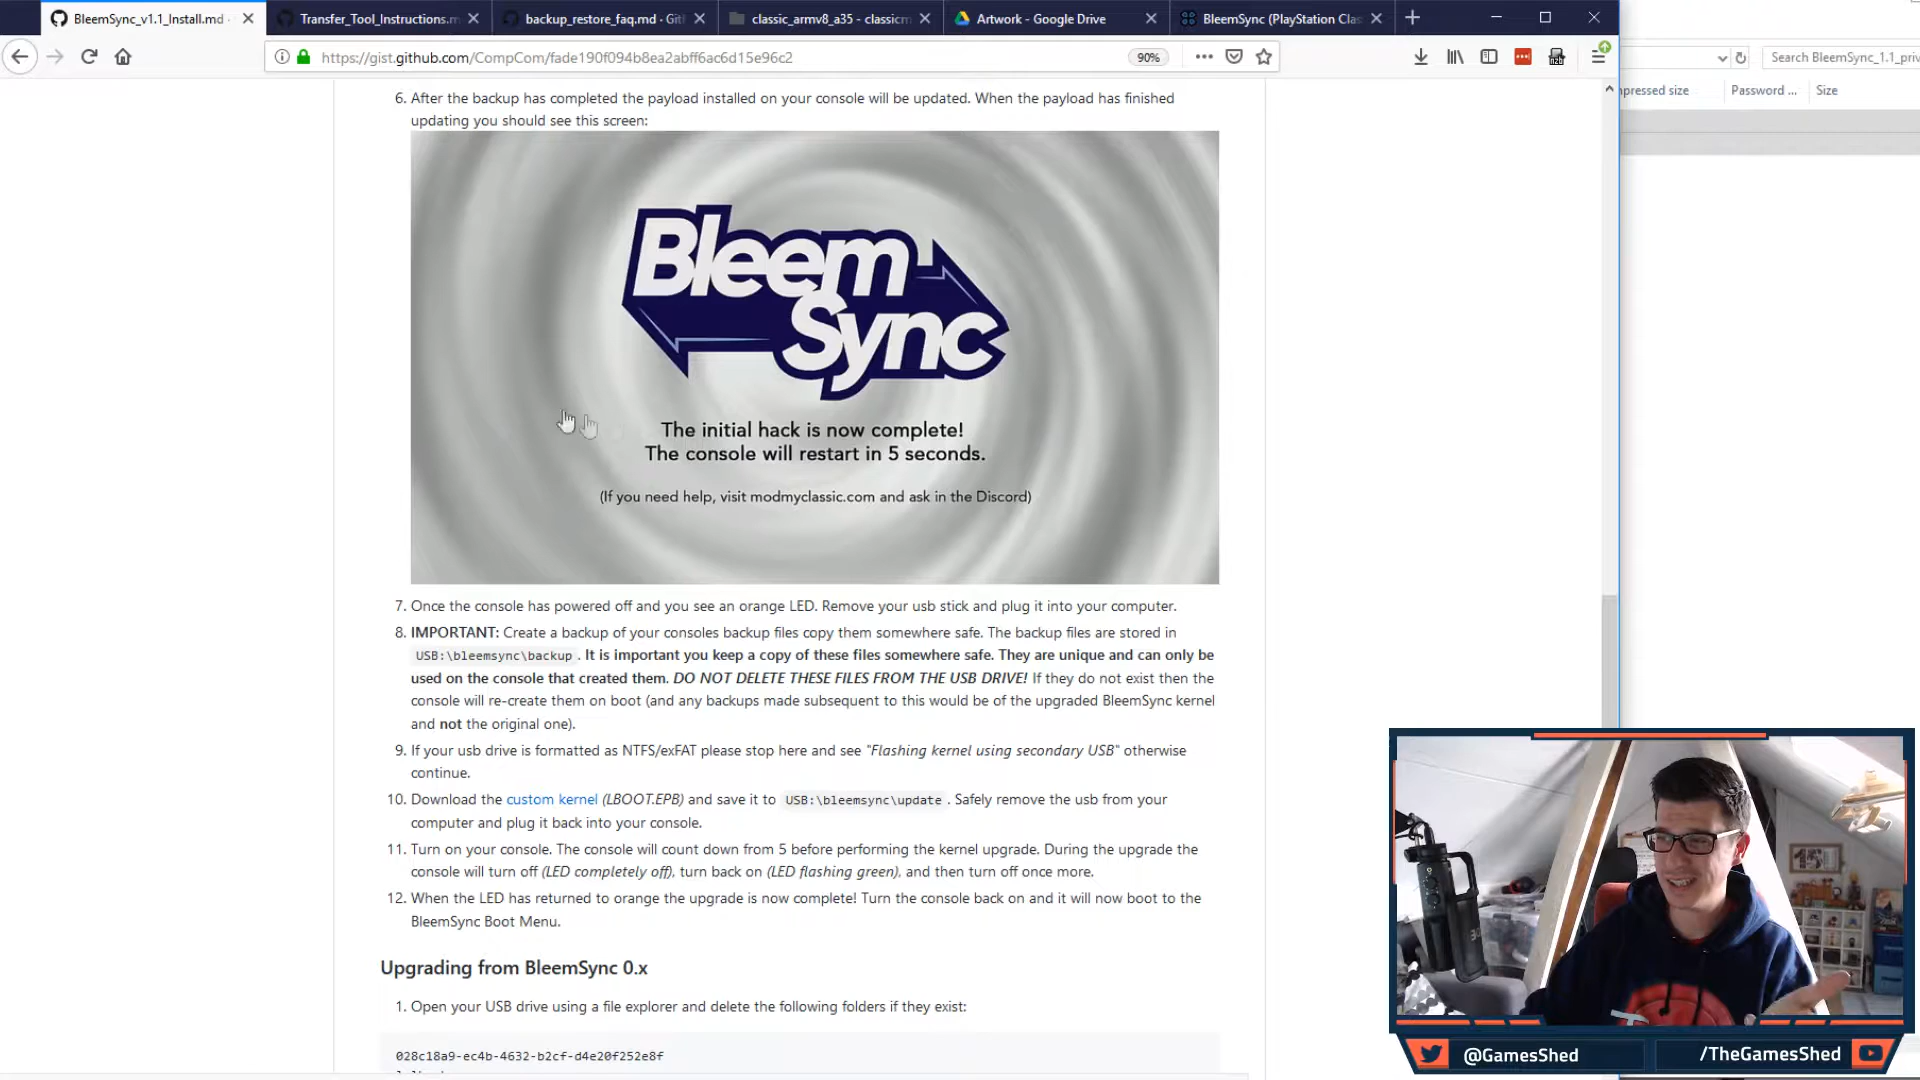 BleemSync_v1.1_Install.md
Transfer_Tool_Instructions.m
backup_restore_faq.md · Git
classic_armv8_a35 - classicm
Artwork - Google Drive
BleemSync (PlayStation Clas
https://gist.github.com/CompCom/fade190f094b8ea2abff6ac6d15e96c2
90%
Search BleemSync_1.1_priv
npressed size
Password ...
Size
6. After the backup has completed the payload installed on your console will be updated. When the payload has finished
updating you should see this screen:
Bleem
Sync
The initial hack is now complete!
The console will restart in 5 seconds.
(If you need help, visit modmyclassic.com and ask in the Discord)
7. Once the console has powered off and you see an orange LED. Remove your usb stick and plug it into your computer.
8. IMPORTANT: Create a backup of your consoles backup files copy them somewhere safe. The backup files are stored in
USB:\bleemsync\backup . It is important you keep a copy of these files somewhere safe. They are unique and can only be
used on the console that created them. DO NOT DELETE THESE FILES FROM THE USB DRIVE! If they do not exist then the
console will re-create them on boot (and any backups made subsequent to this would be of the upgraded BleemSync kernel
and not the original one).
9. If your usb drive is formatted as NTFS/exFAT please stop here and see "Flashing kernel using secondary USB" otherwise
continue.
10. Download the custom kernel (LBOOT.EPB) and save it to USB:\bleemsync\update . Safely remove the usb from your
computer and plug it back into your console.
11. Turn on your console. The console will count down from 5 before performing the kernel upgrade. During the upgrade the
console will turn off (LED completely off), turn back on (LED flashing green), and then turn off once more.
12. When the LED has returned to orange the upgrade is now complete! Turn the console back on and it will now boot to the
BleemSync Boot Menu.
Upgrading from BleemSync 0.x
1. Open your USB drive using a file explorer and delete the following folders if they exist:
028c18a9-ec4b-4632-b2cf-d4e20f252e8f
@GamesShed
/TheGamesShed